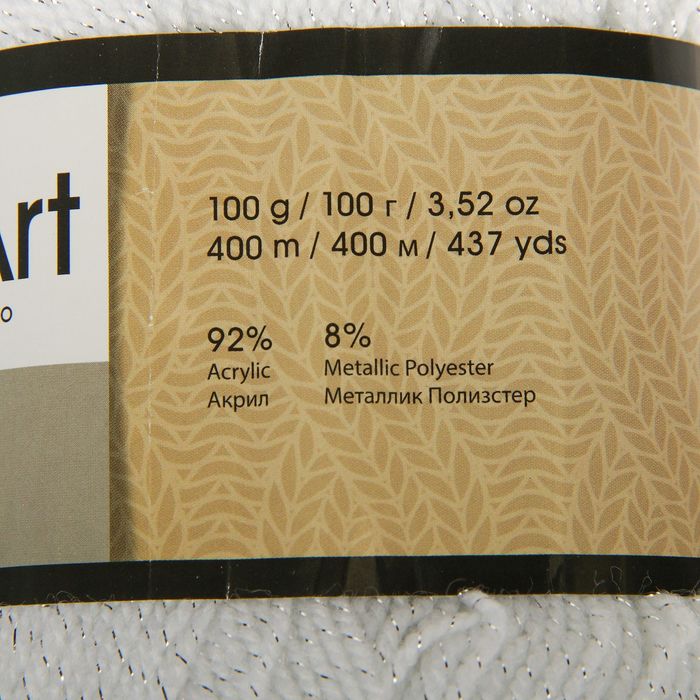 Art
o
100 g / 100 г / 3,52 oz
400 m / 400 м / 437 yds
92% 8%
Acrylic Metallic Polyester
Акрил Металлик Полизстер